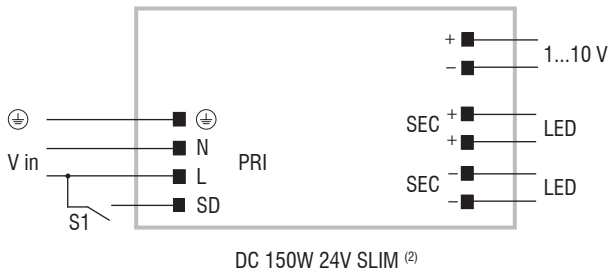 +
−
1...10 V
⏚
⏚
V in
N
L
PRI
S1
SD
SEC
+
+
LED
SEC
−
−
LED
DC 150W 24V SLIM (2)